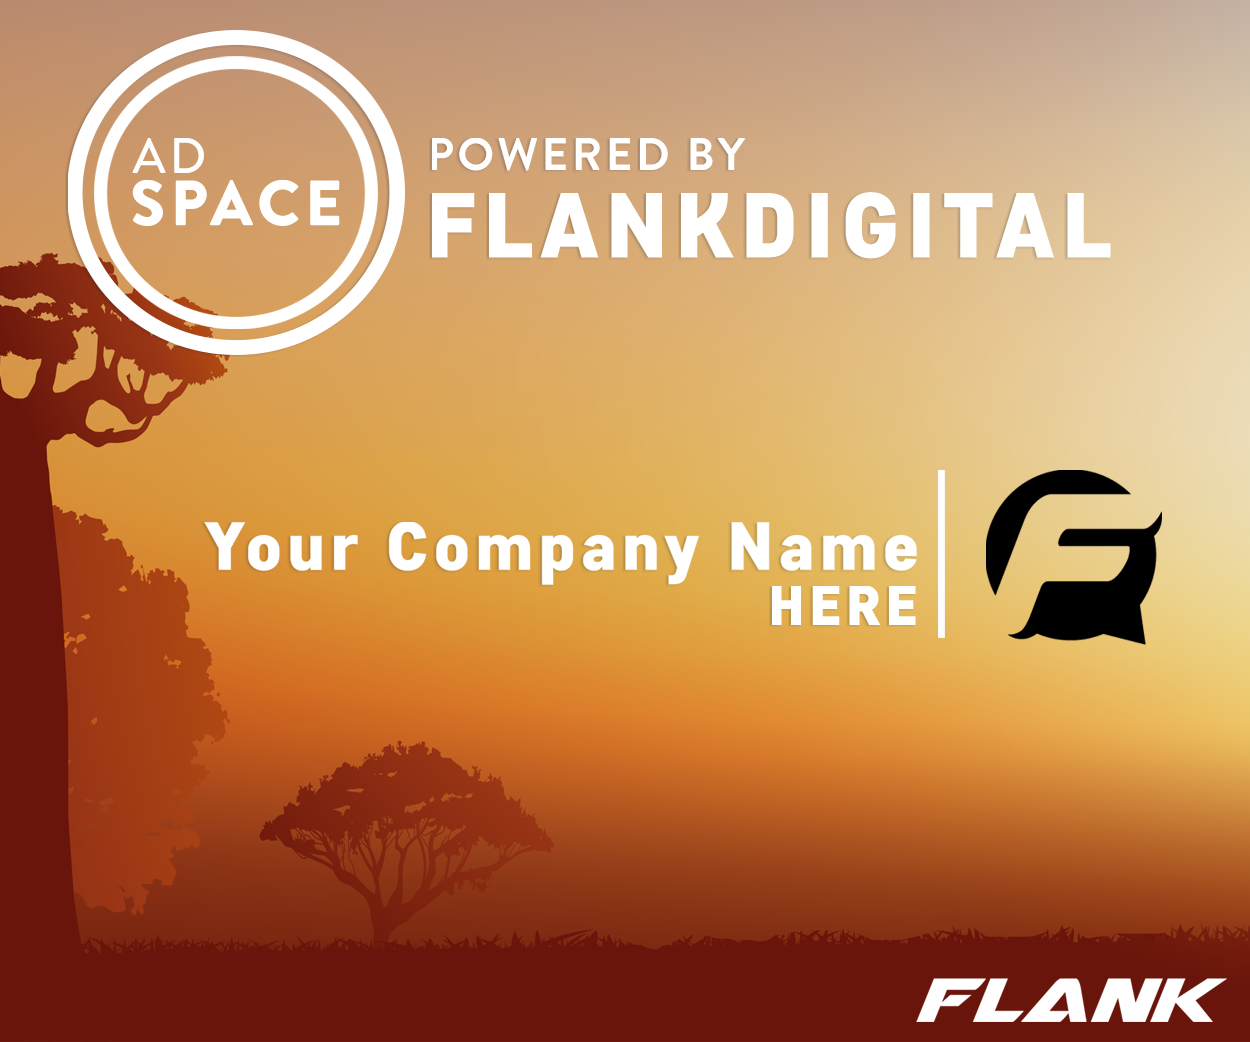 AD
SPACE
POWERED BY
FLANKDIGITAL
Your Company Name
HERE
FLANK